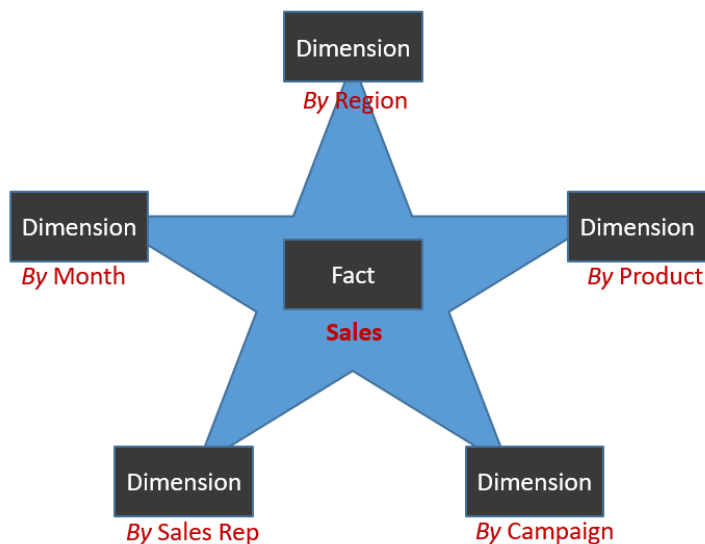 Dimension
By Region
Dimension
By Month
Dimension
By Product
Fact
Sales
Dimension
By Sales Rep
Dimension
By Campaign